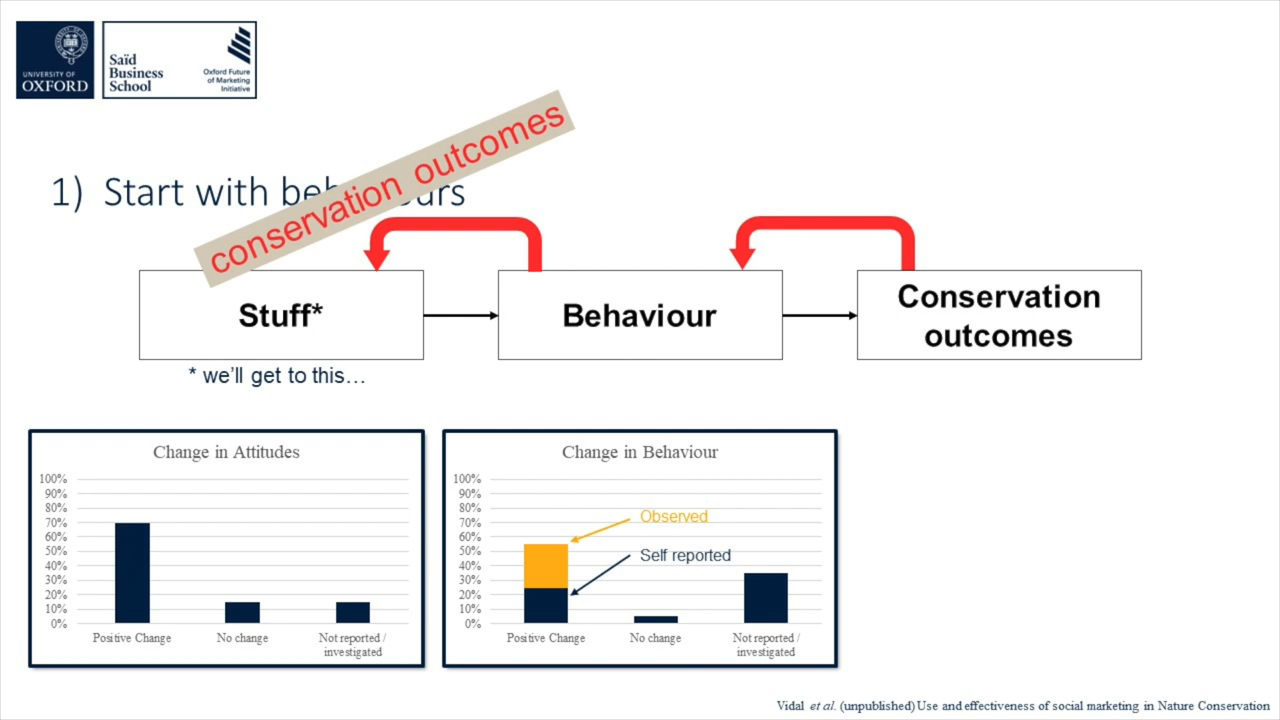 UNIVERSITY OF
OXFORD
Saïd
Business
School
Oxford Future
of Marketing
Initiative
conservation outcomes
1) Start with behaviours
Stuff*
Behaviour
Conservation
outcomes
* we’ll get to this…
Change in Attitudes
100%
90%
80%
70%
60%
50%
40%
30%
20%
10%
0%
Positive Change
No change
Not reported /
investigated
Change in Behaviour
100%
90%
80%
70%
60%
50%
40%
30%
20%
10%
0%
Observed
Self reported
Positive Change
No change
Not reported /
investigated
Vidal et al. (unpublished) Use and effectiveness of social marketing in Nature Conservation